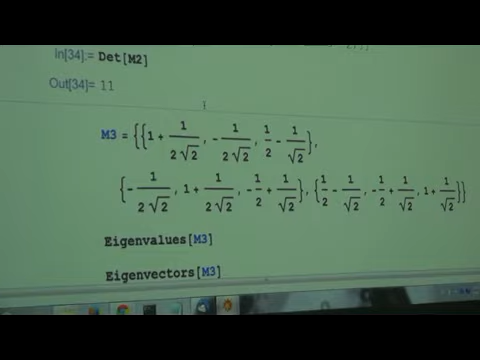 In[34]:= Det[M2]
Out[34]= 11
M3 = {{1 + 1/(2√2), -1/(2√2), 1/2 - 1/√2},
{-1/(2√2), 1 + 1/(2√2), -1/2 + 1/√2}, {1/2 - 1/√2, -1/2 + 1/√2, 1 + 1/√2}}
Eigenvalues[M3]
Eigenvectors[M3]